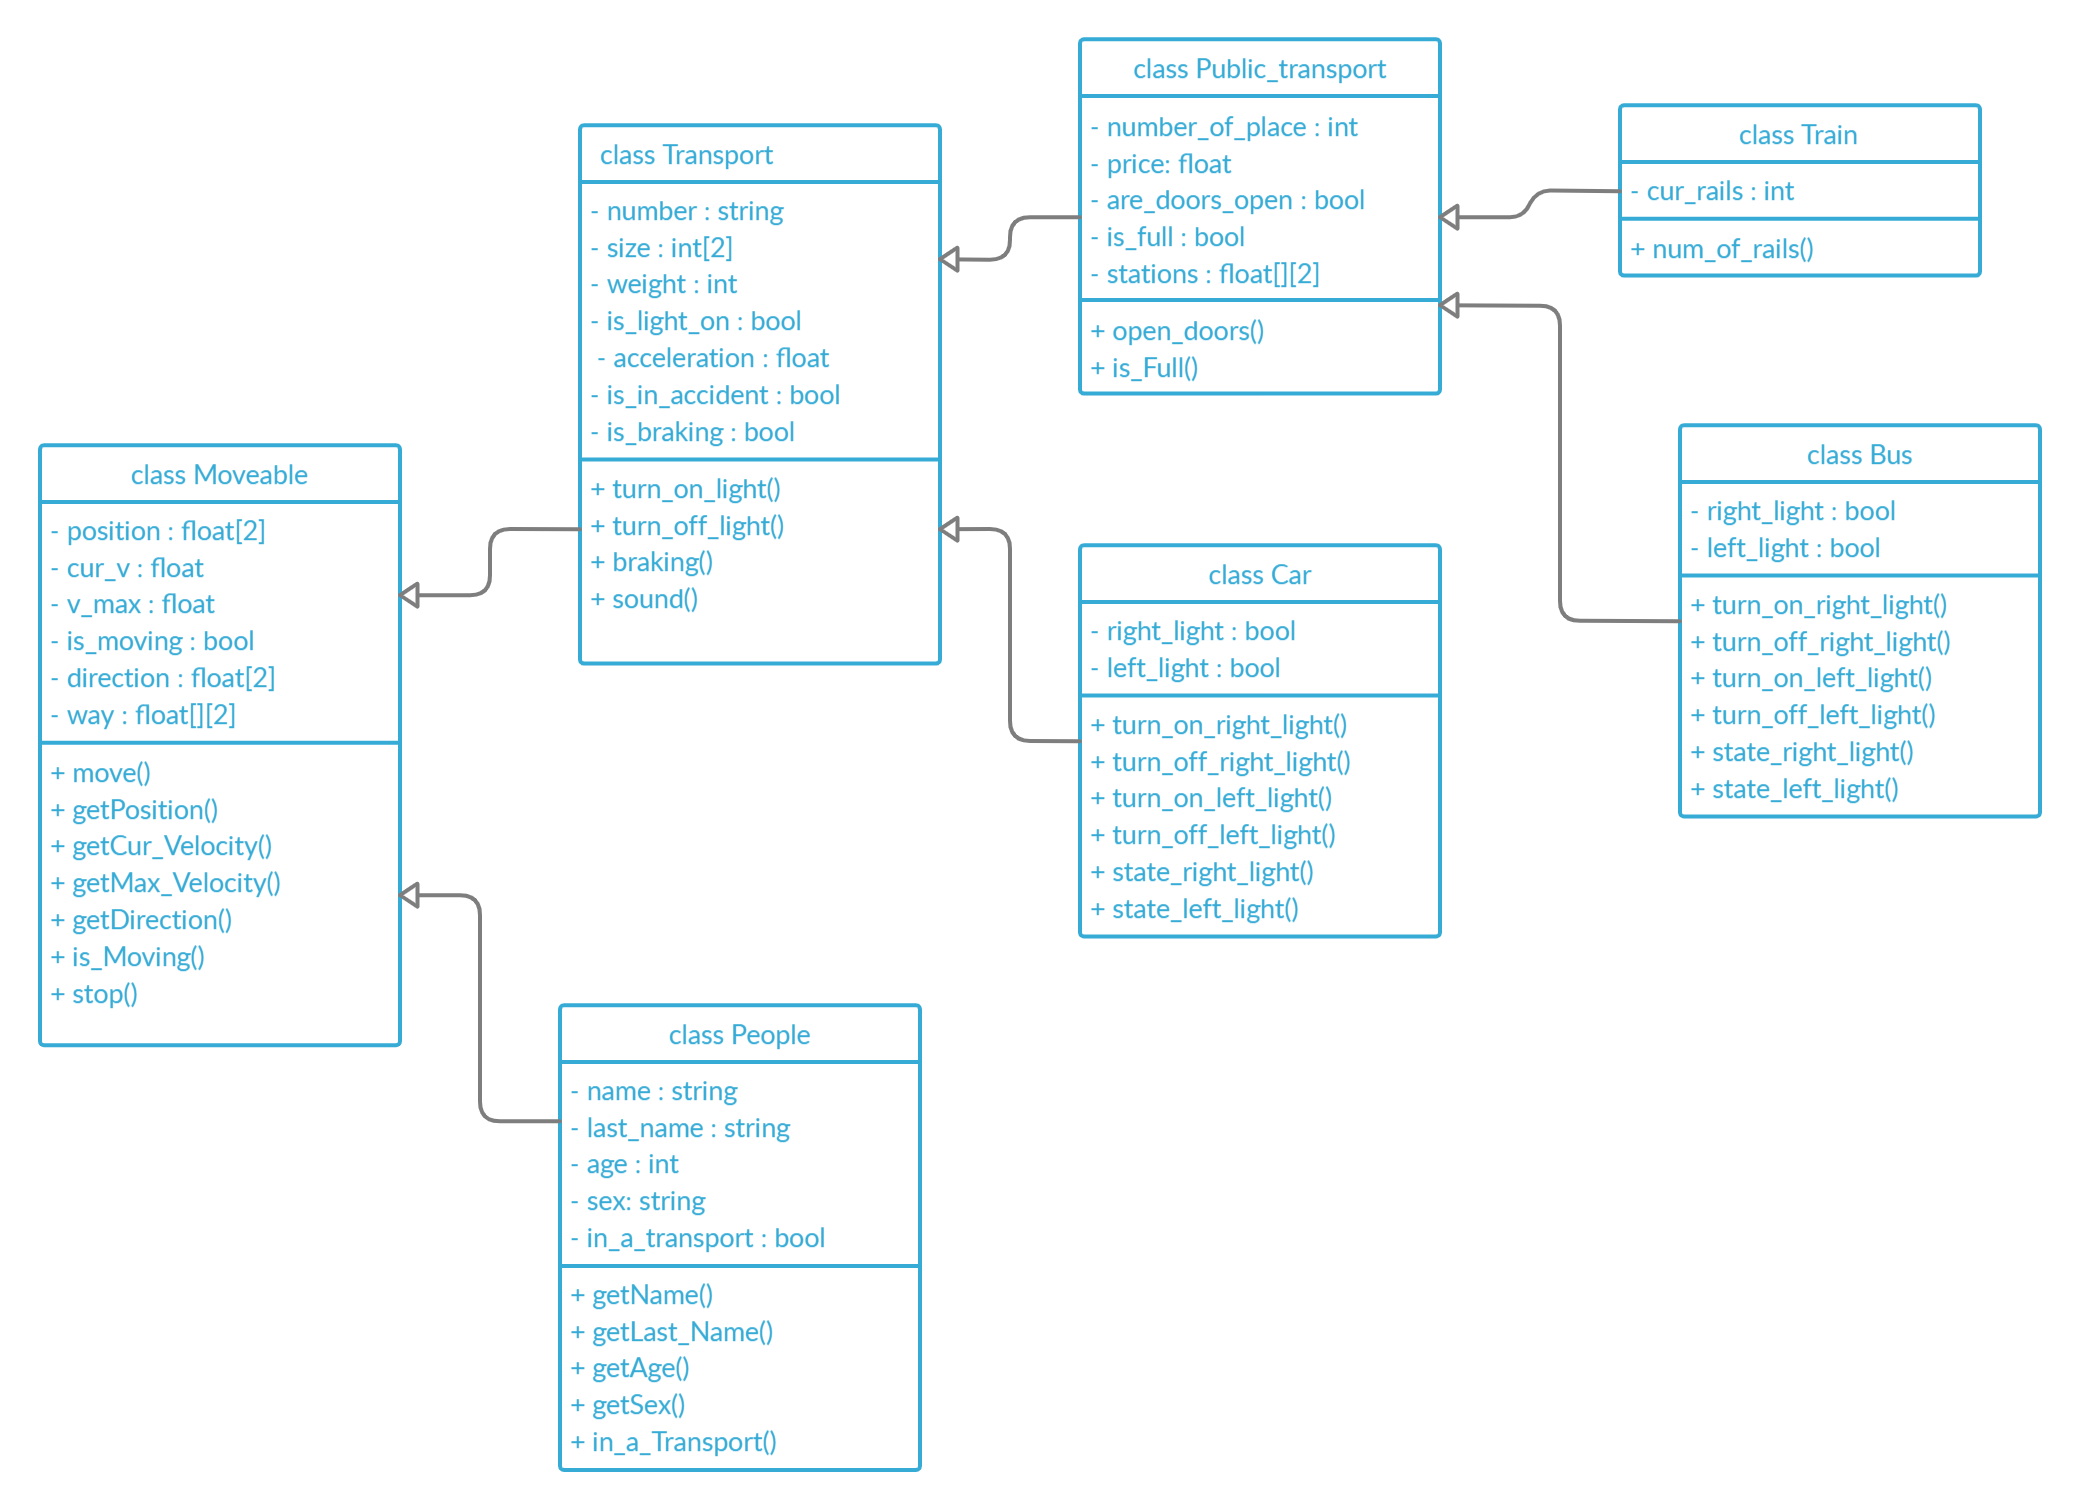 class Moveable
- position : float[2]
- cur_v : float
- v_max : float
- is_moving : bool
- direction : float[2]
- way : float[][2]
+ move()
+ getPosition()
+ getCur_Velocity()
+ getMax_Velocity()
+ getDirection()
+ is_Moving()
+ stop()
class Transport
- number : string
- size : int[2]
- weight : int
- is_light_on : bool
- acceleration : float
- is_in_accident : bool
- is_braking : bool
+ turn_on_light()
+ turn_off_light()
+ braking()
+ sound()
class People
- name : string
- last_name : string
- age : int
- sex: string
- in_a_transport : bool
+ getName()
+ getLast_Name()
+ getAge()
+ getSex()
+ in_a_Transport()
class Public_transport
- number_of_place : int
- price: float
- are_doors_open : bool
- is_full : bool
- stations : float[][2]
+ open_doors()
+ is_Full()
class Car
- right_light : bool
- left_light : bool
+ turn_on_right_light()
+ turn_off_right_light()
+ turn_on_left_light()
+ turn_off_left_light()
+ state_right_light()
+ state_left_light()
class Train
- cur_rails : int
+ num_of_rails()
class Bus
- right_light : bool
- left_light : bool
+ turn_on_right_light()
+ turn_off_right_light()
+ turn_on_left_light()
+ turn_off_left_light()
+ state_right_light()
+ state_left_light()